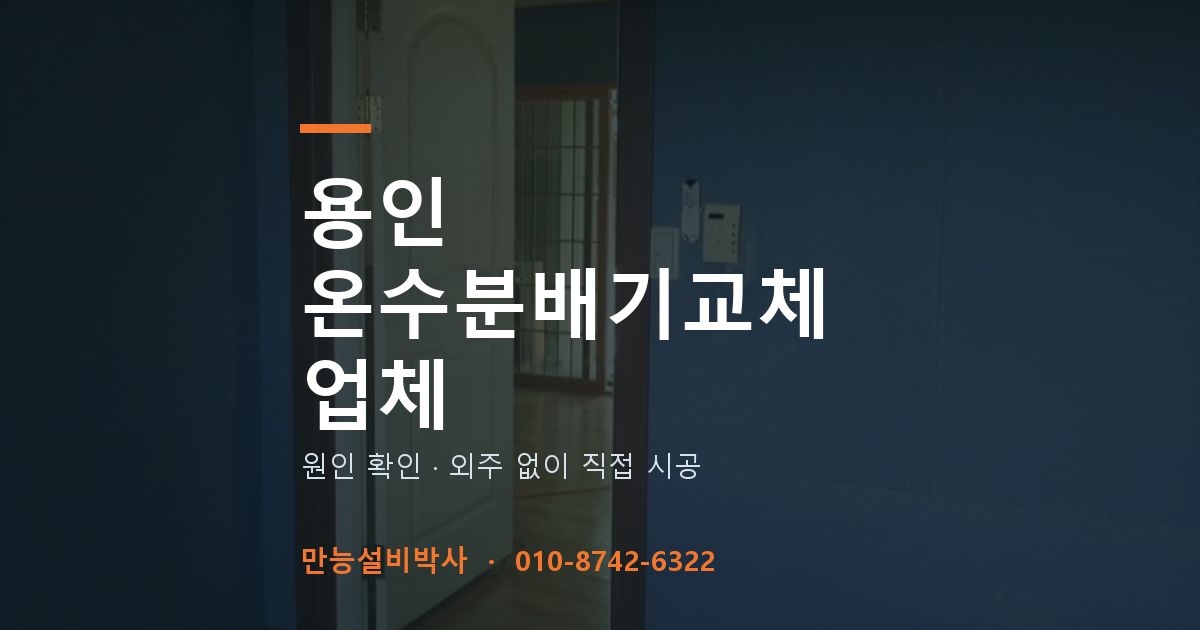 용인
온수분배기교체
업체
원인 확인 · 외주 없이 직접 시공
만능설비박사 · 010-8742-6322